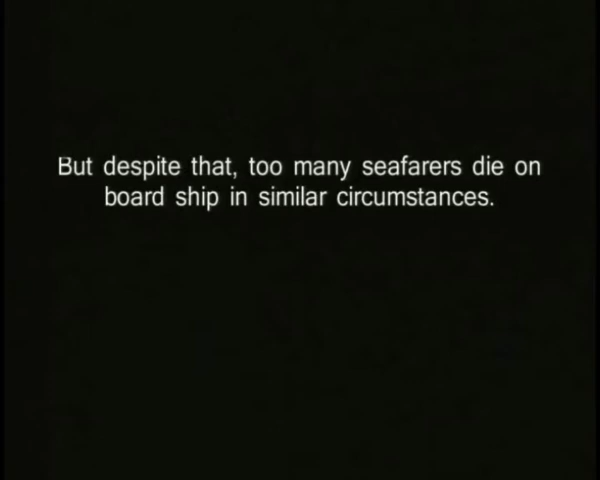 But despite that, too many seafarers die on
board ship in similar circumstances.